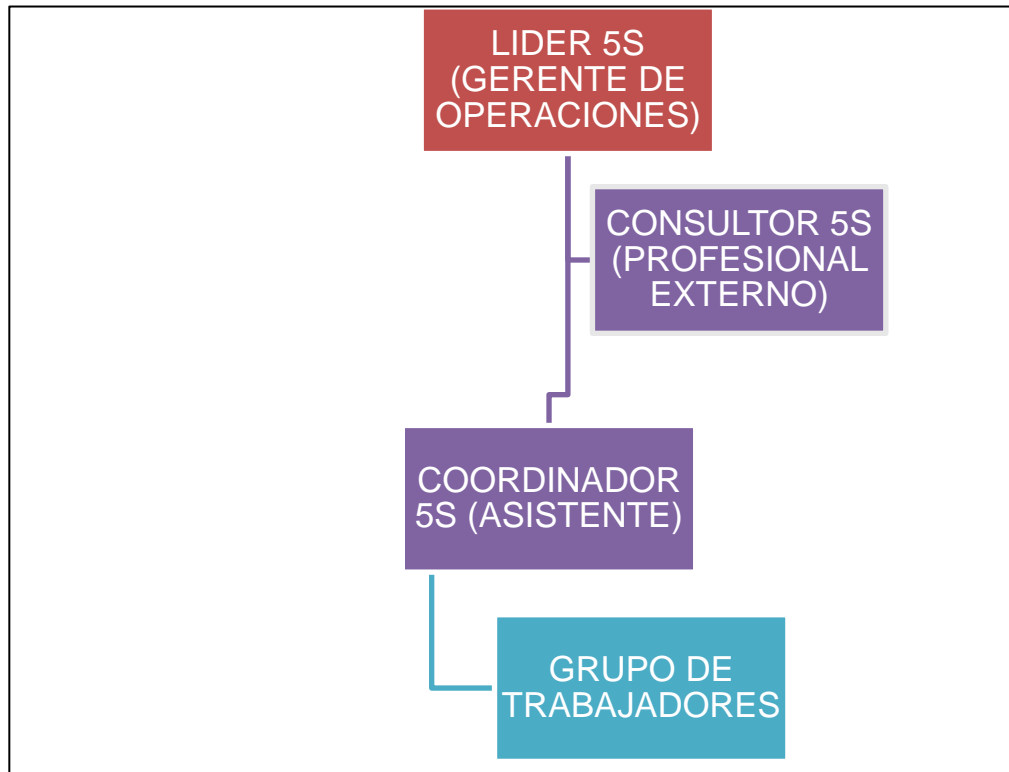 LIDER 5S
(GERENTE DE
OPERACIONES)
CONSULTOR 5S
(PROFESIONAL
EXTERNO)
COORDINADOR
5S (ASISTENTE)
GRUPO DE
TRABAJADORES